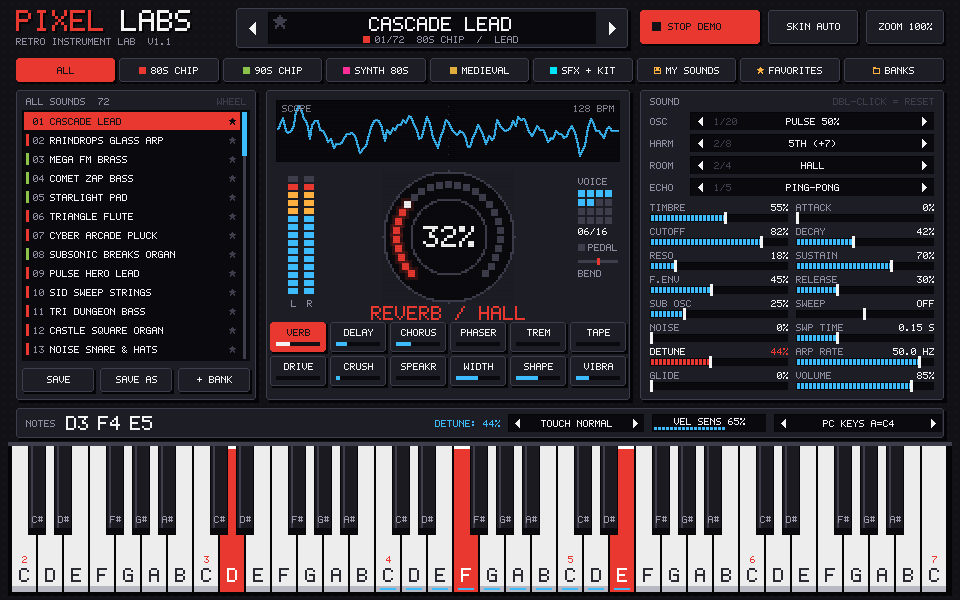 PIXEL LABS
RETRO INSTRUMENT LAB V1.1
CASCADE LEAD
01/72 80S CHIP / LEAD
STOP DEMO
SKIN AUTO
ZOOM 100%
ALL
80S CHIP
90S CHIP
SYNTH 80S
MEDIEVAL
SFX + KIT
MY SOUNDS
FAVORITES
BANKS
ALL SOUNDS 72
WHEEL
01 CASCADE LEAD
02 RAINDROPS GLASS ARP
03 MEGA FM BRASS
04 COMET ZAP BASS
05 STARLIGHT PAD
06 TRIANGLE FLUTE
07 CYBER ARCADE PLUCK
08 SUBSONIC BREAKS ORGAN
09 PULSE HERO LEAD
10 SID SWEEP STRINGS
11 TRI DUNGEON BASS
12 CASTLE SQUARE ORGAN
13 NOISE SNARE & HATS
SAVE
SAVE AS
+ BANK
SCOPE
128 BPM
L R
32%
REVERB / HALL
VOICE
06/16
PEDAL
BEND
VERB
DELAY
CHORUS
PHASER
TREM
TAPE
DRIVE
CRUSH
SPEAKR
WIDTH
SHAPE
VIBRA
SOUND
DBL-CLICK = RESET
OSC 1/20 PULSE 50%
HARM 2/8 5TH (+7)
ROOM 2/4 HALL
ECHO 1/5 PING-PONG
TIMBRE 55%
ATTACK 0%
CUTOFF 82%
DECAY 42%
RESO 18%
SUSTAIN 70%
F.ENV 45%
RELEASE 30%
SUB OSC 25%
SWEEP OFF
NOISE 0%
SWP TIME 0.15 S
DETUNE 44%
ARP RATE 50.0 HZ
GLIDE 0%
VOLUME 85%
NOTES D3 F4 E5
DETUNE: 44%
TOUCH NORMAL
VEL SENS 65%
PC KEYS A=C4
C# D# F# G# A# C# D# F# G# A# C# D# F# G# A# C# D# F# G# A# C# D# F# G# A#
2 3 4 5 6 7
C D E F G A B C D E F G A B C D E F G A B C D E F G A B C D E F G A B C